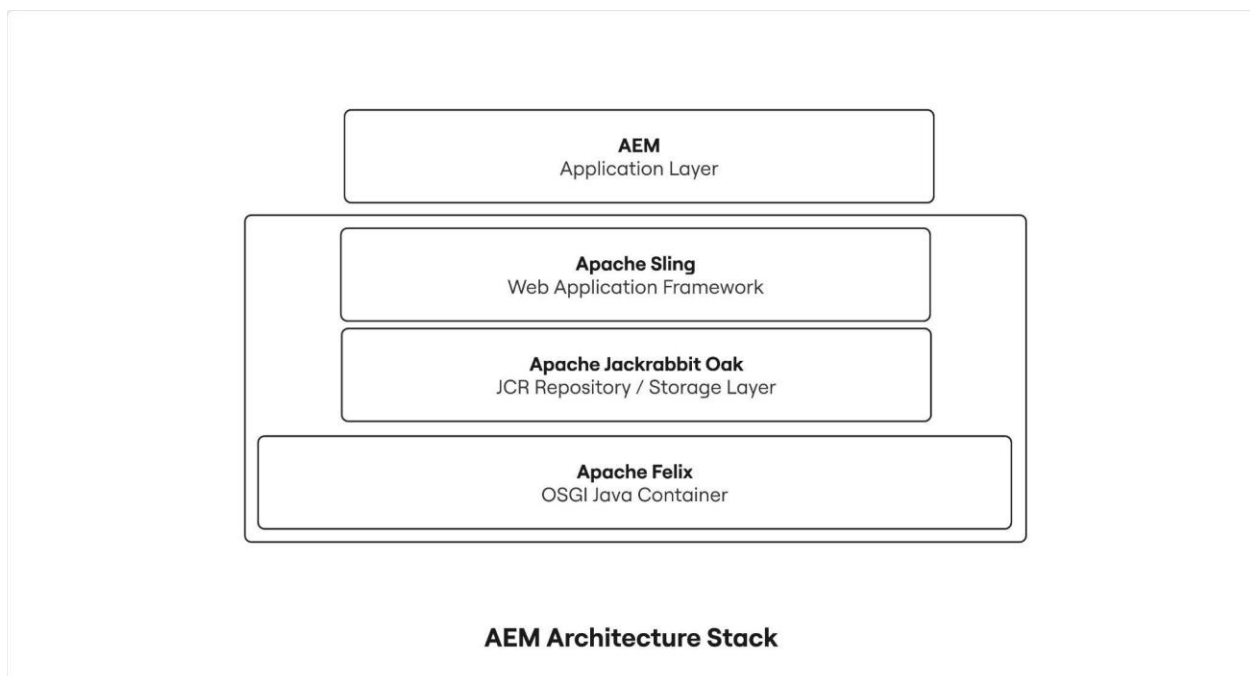 AEM
Application Layer
Apache Sling
Web Application Framework
Apache Jackrabbit Oak
JCR Repository / Storage Layer
Apache Felix
OSGI Java Container
AEM Architecture Stack